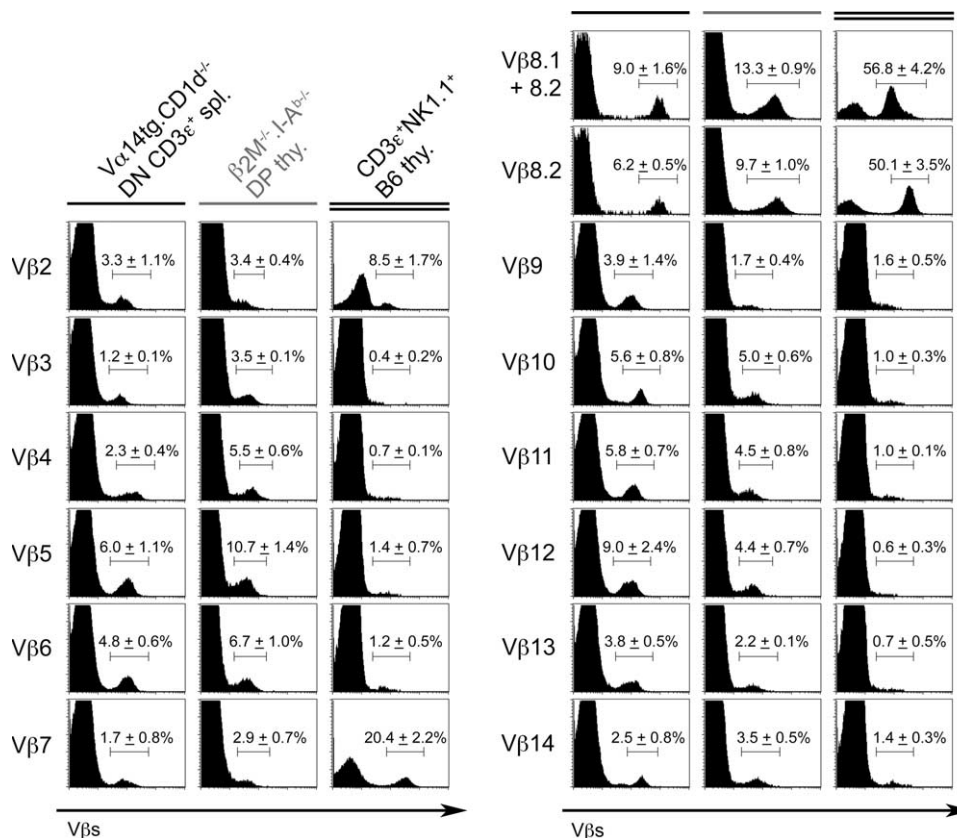 Vα14tg.CD1d-/-
DN CD3ε+ spl.
β2M-/-.I-Ab-/-
DP thy.
CD3ε+NK1.1+
B6 thy.
Vβ2
3.3 ± 1.1%
3.4 ± 0.4%
8.5 ± 1.7%
Vβ3
1.2 ± 0.1%
3.5 ± 0.1%
0.4 ± 0.2%
Vβ4
2.3 ± 0.4%
5.5 ± 0.6%
0.7 ± 0.1%
Vβ5
6.0 ± 1.1%
10.7 ± 1.4%
1.4 ± 0.7%
Vβ6
4.8 ± 0.6%
6.7 ± 1.0%
1.2 ± 0.5%
Vβ7
1.7 ± 0.8%
2.9 ± 0.7%
20.4 ± 2.2%
Vβs
Vβ8.1
+ 8.2
9.0 ± 1.6%
13.3 ± 0.9%
56.8 ± 4.2%
Vβ8.2
6.2 ± 0.5%
9.7 ± 1.0%
50.1 ± 3.5%
Vβ9
3.9 ± 1.4%
1.7 ± 0.4%
1.6 ± 0.5%
Vβ10
5.6 ± 0.8%
5.0 ± 0.6%
1.0 ± 0.3%
Vβ11
5.8 ± 0.7%
4.5 ± 0.8%
1.0 ± 0.1%
Vβ12
9.0 ± 2.4%
4.4 ± 0.7%
0.6 ± 0.3%
Vβ13
3.8 ± 0.5%
2.2 ± 0.1%
0.7 ± 0.5%
Vβ14
2.5 ± 0.8%
3.5 ± 0.5%
1.4 ± 0.3%
Vβs